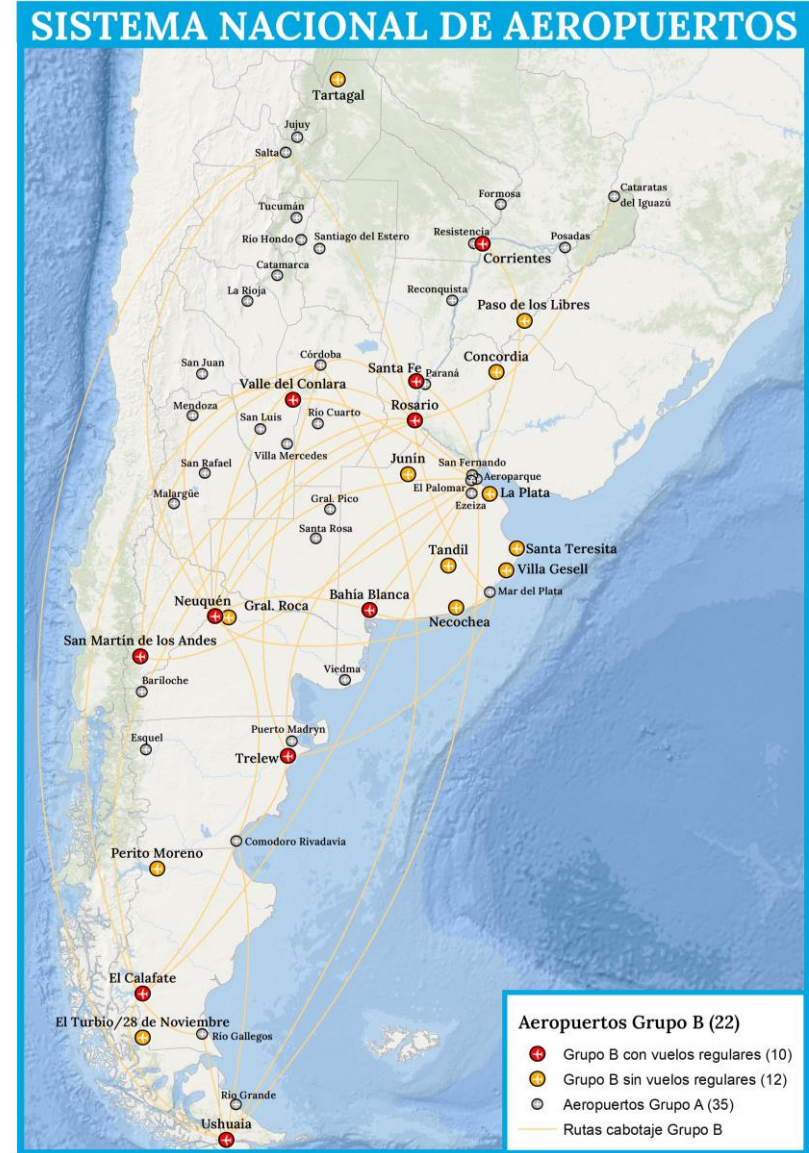 SISTEMA NACIONAL DE AEROPUERTOS
Tartagal
Jujuy
Salta
Cataratas
del Iguazú
Formosa
Tucumán
Río Hondo
Santiago del Estero
Resistencia
Corrientes
Posadas
Catamarca
La Rioja
Reconquista
Paso de los Libres
Córdoba
Concordia
San Juan
Santa Fe
Paraná
Valle del Conlara
Mendoza
Rosario
San Luis
Río Cuarto
Villa Mercedes
Junín
San Fernando
San Rafael
Aeroparque
El Palomar
La Plata
Malargüe
Gral. Pico
Ezeiza
Santa Rosa
Tandil
Santa Teresita
Villa Gesell
Mar del Plata
Neuquén
Gral. Roca
Bahía Blanca
Necochea
San Martín de los Andes
Viedma
Bariloche
Esquel
Puerto Madryn
Trelew
Comodoro Rivadavia
Perito Moreno
El Calafate
El Turbio/28 de Noviembre
Río Gallegos
Río Grande
Ushuaia
Aeropuertos Grupo B (22)
Grupo B con vuelos regulares (10)
Grupo B sin vuelos regulares (12)
Aeropuertos Grupo A (35)
Rutas cabotaje Grupo B